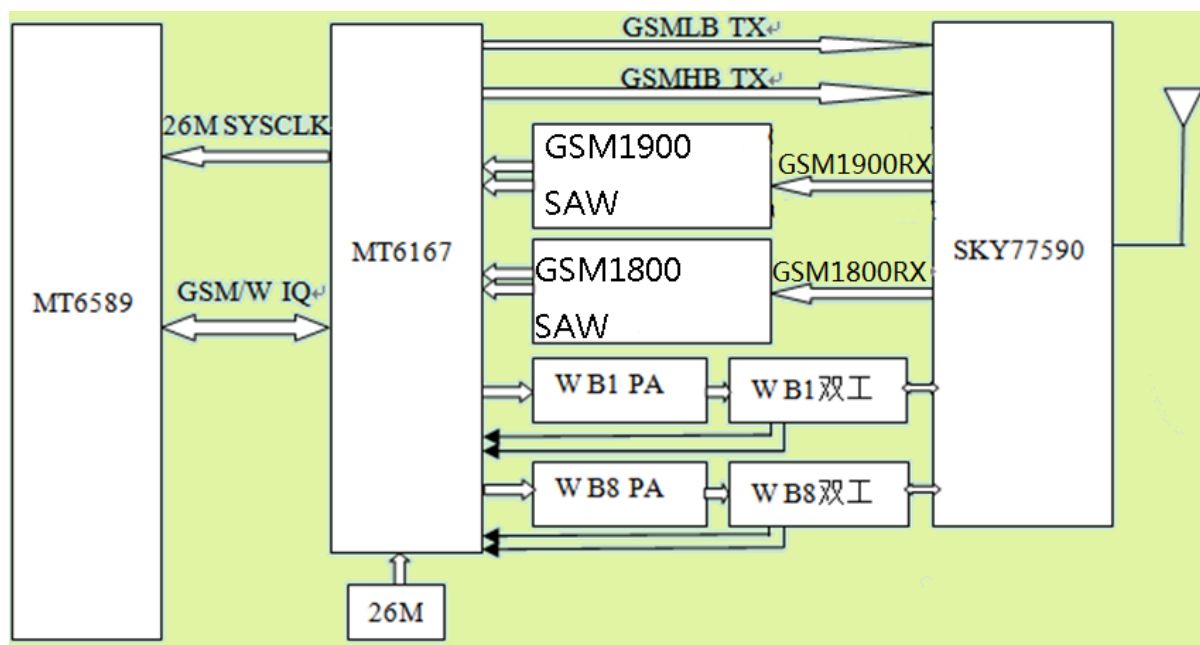 GSMLB TX
GSMHB TX
26M SYSCLK
GSM1900
SAW
GSM1900RX
MT6167
SKY77590
GSM1800
SAW
GSM1800RX
MT6589
GSM/W IQ
W B1 PA
W B1双工
W B8 PA
W B8双工
26M